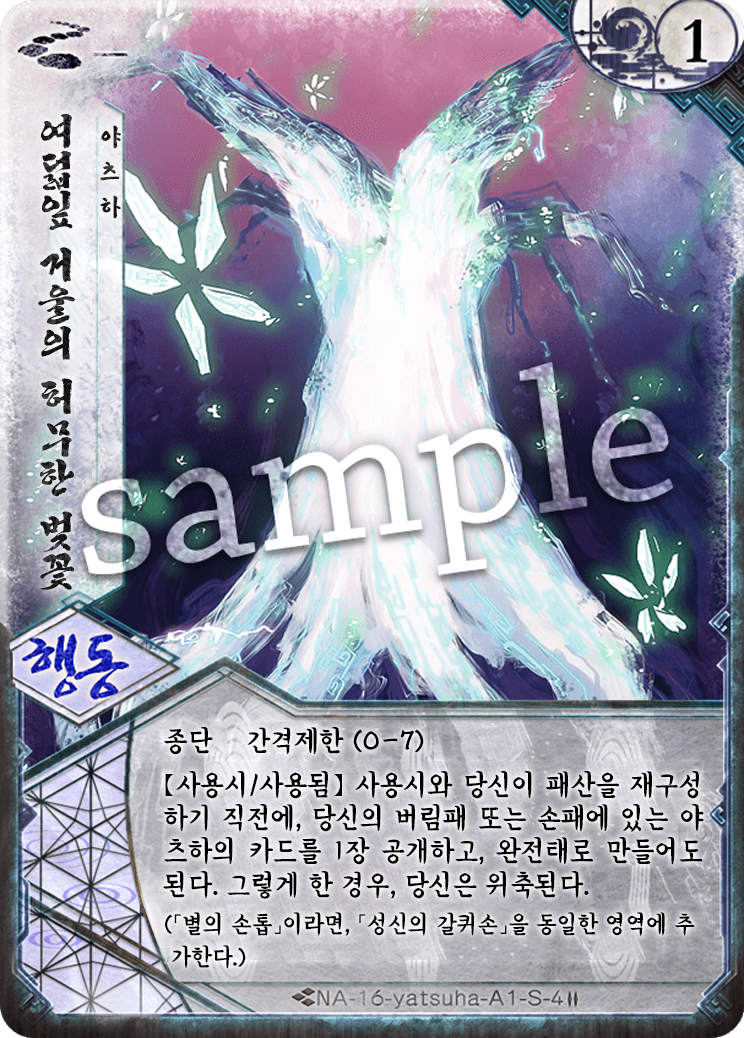 1
야츠하
여덟잎 거울의 허무한 벚꽃
sample
행동
종단 간격제한 (0-7)
【사용시/사용됨】 사용시와 당신이 패산을 재구성
하기 직전에, 당신의 버림패 또는 손패에 있는 야
츠하의 카드를 1장 공개하고, 완전태로 만들어도
된다. 그렇게 한 경우, 당신은 위축된다.
(「별의 손톱」이라면, 「성신의 갈퀴손」을 동일한 영역에 추
가한다.)
NA-16-yatsuha-A1-S-4